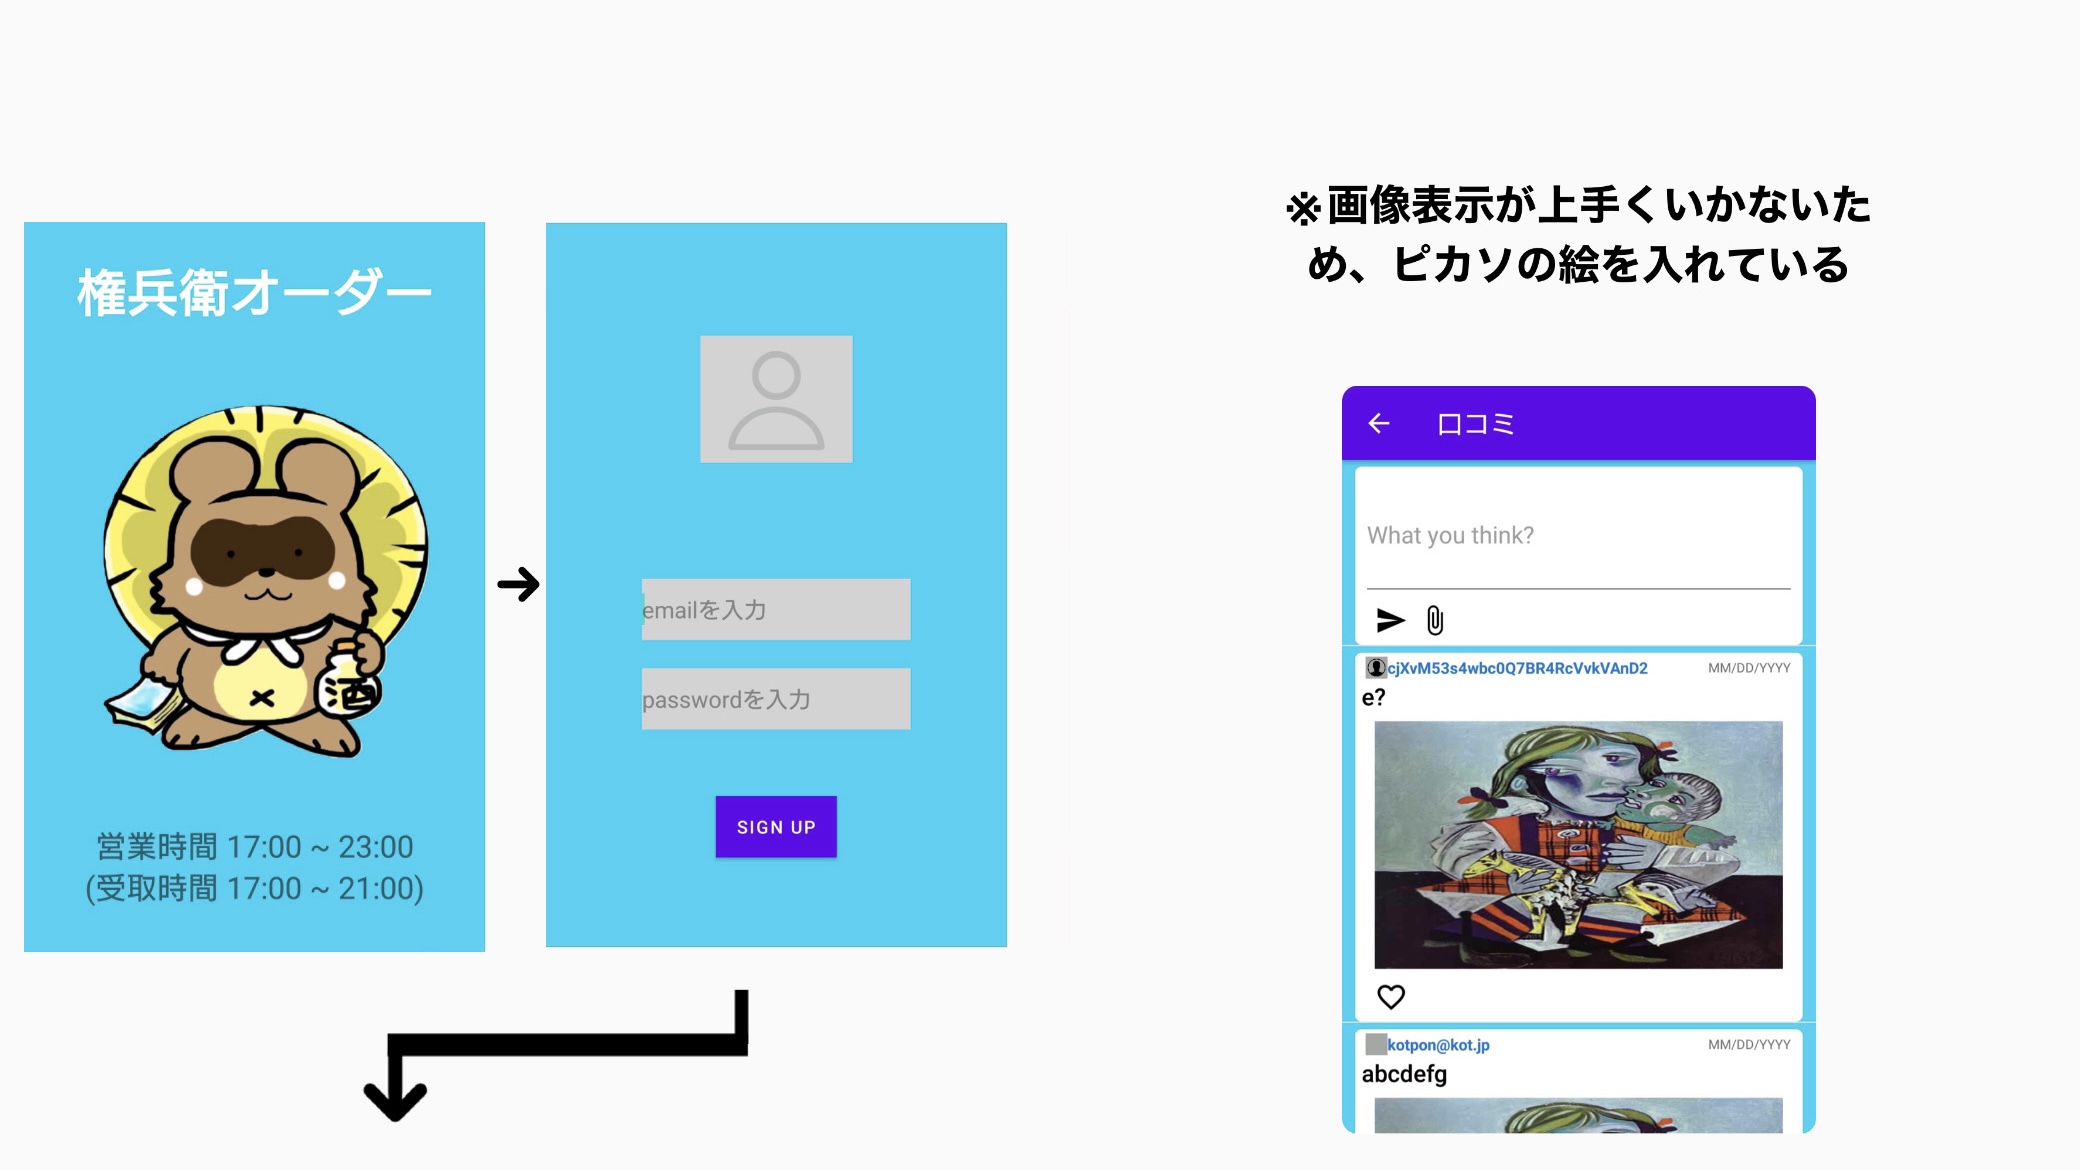 権兵衛オーダー
酒
営業時間 17:00 ~ 23:00
(受取時間 17:00 ~ 21:00)
emailを入力
passwordを入力
SIGN UP
※画像表示が上手くいかないた
め、ピカソの絵を入れている
口コミ
What you think?
cjXvM53s4wbc0Q7BR4RcVvkVAnD2 MM/DD/YYYY
e?
kotpon@kot.jp MM/DD/YYYY
abcdefg